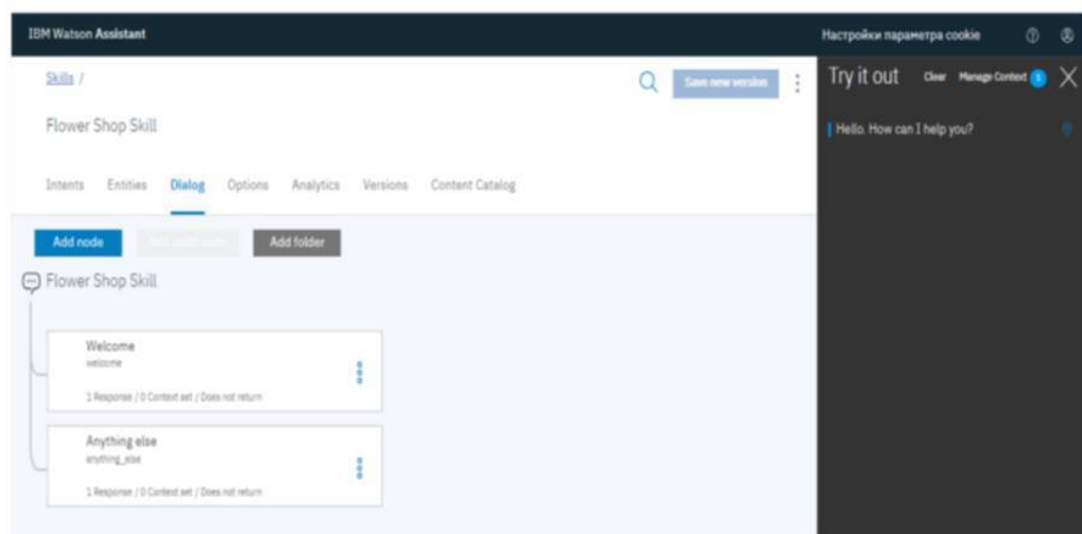 IBM Watson Assistant
Настройки параметра cookie
Skills /
Save new version
Try it out Clear Manage Context
Flower Shop Skill
Hello. How can I help you?
Intents Entities Dialog Options Analytics Versions Content Catalog
Add node Add folder
Flower Shop Skill
Welcome
welcome
1 Response / 0 Context set / Does not return
Anything else
anything_else
1 Response / 0 Context set / Does not return